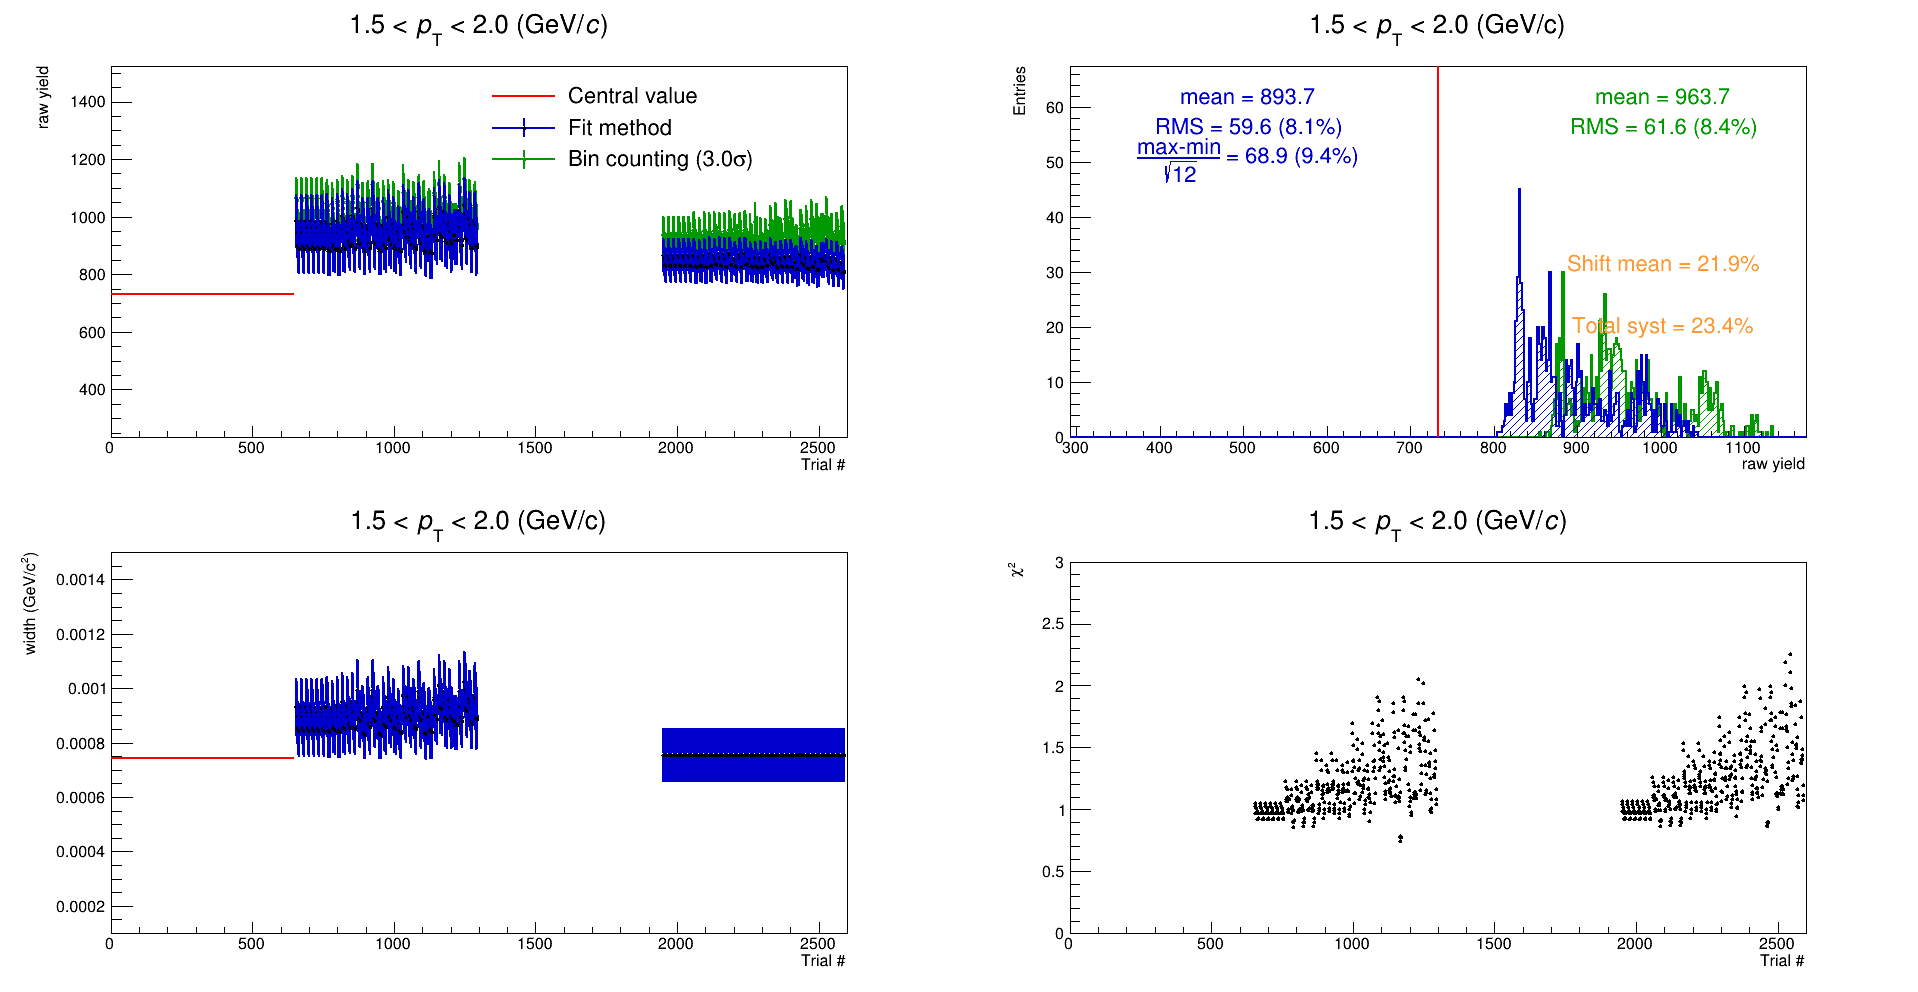 1.5 < pT < 2.0 (GeV/c)
raw yield
1400
1200
1000
800
600
400
Central value
Fit method
Bin counting (3.0σ)
0 500 1000 1500 2000 2500
Trial #
1.5 < pT < 2.0 (GeV/c)
Entries
60
50
40
30
20
10
0
mean = 893.7
RMS = 59.6 (8.1%)
max-min
√12
= 68.9 (9.4%)
mean = 963.7
RMS = 61.6 (8.4%)
Shift mean = 21.9%
Total syst = 23.4%
300 400 500 600 700 800 900 1000 1100
raw yield
1.5 < pT < 2.0 (GeV/c)
width (GeV/c²)
0.0014
0.0012
0.001
0.0008
0.0006
0.0004
0.0002
0 500 1000 1500 2000 2500
Trial #
1.5 < pT < 2.0 (GeV/c)
χ²
3
2.5
2
1.5
1
0.5
0
0 500 1000 1500 2000 2500
Trial #